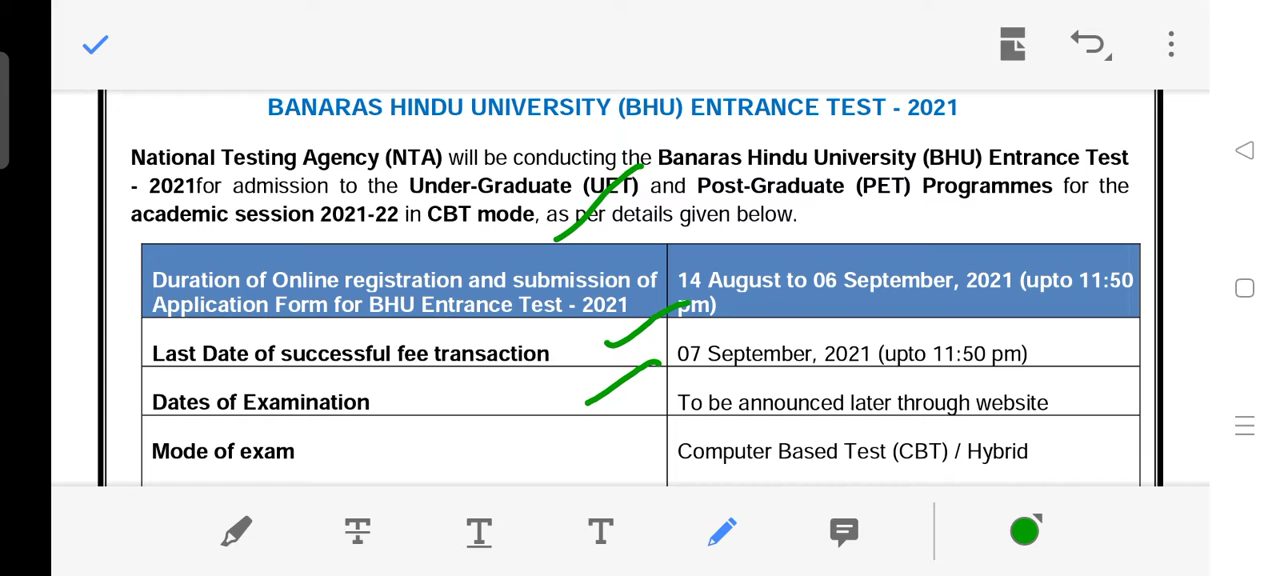 BANARAS HINDU UNIVERSITY (BHU) ENTRANCE TEST - 2021
National Testing Agency (NTA) will be conducting the Banaras Hindu University (BHU) Entrance Test
- 2021for admission to the Under-Graduate (UET) and Post-Graduate (PET) Programmes for the
academic session 2021-22 in CBT mode, as per details given below.
Duration of Online registration and submission of
Application Form for BHU Entrance Test - 2021
14 August to 06 September, 2021 (upto 11:50
pm)
Last Date of successful fee transaction
07 September, 2021 (upto 11:50 pm)
Dates of Examination
To be announced later through website
Mode of exam
Computer Based Test (CBT) / Hybrid